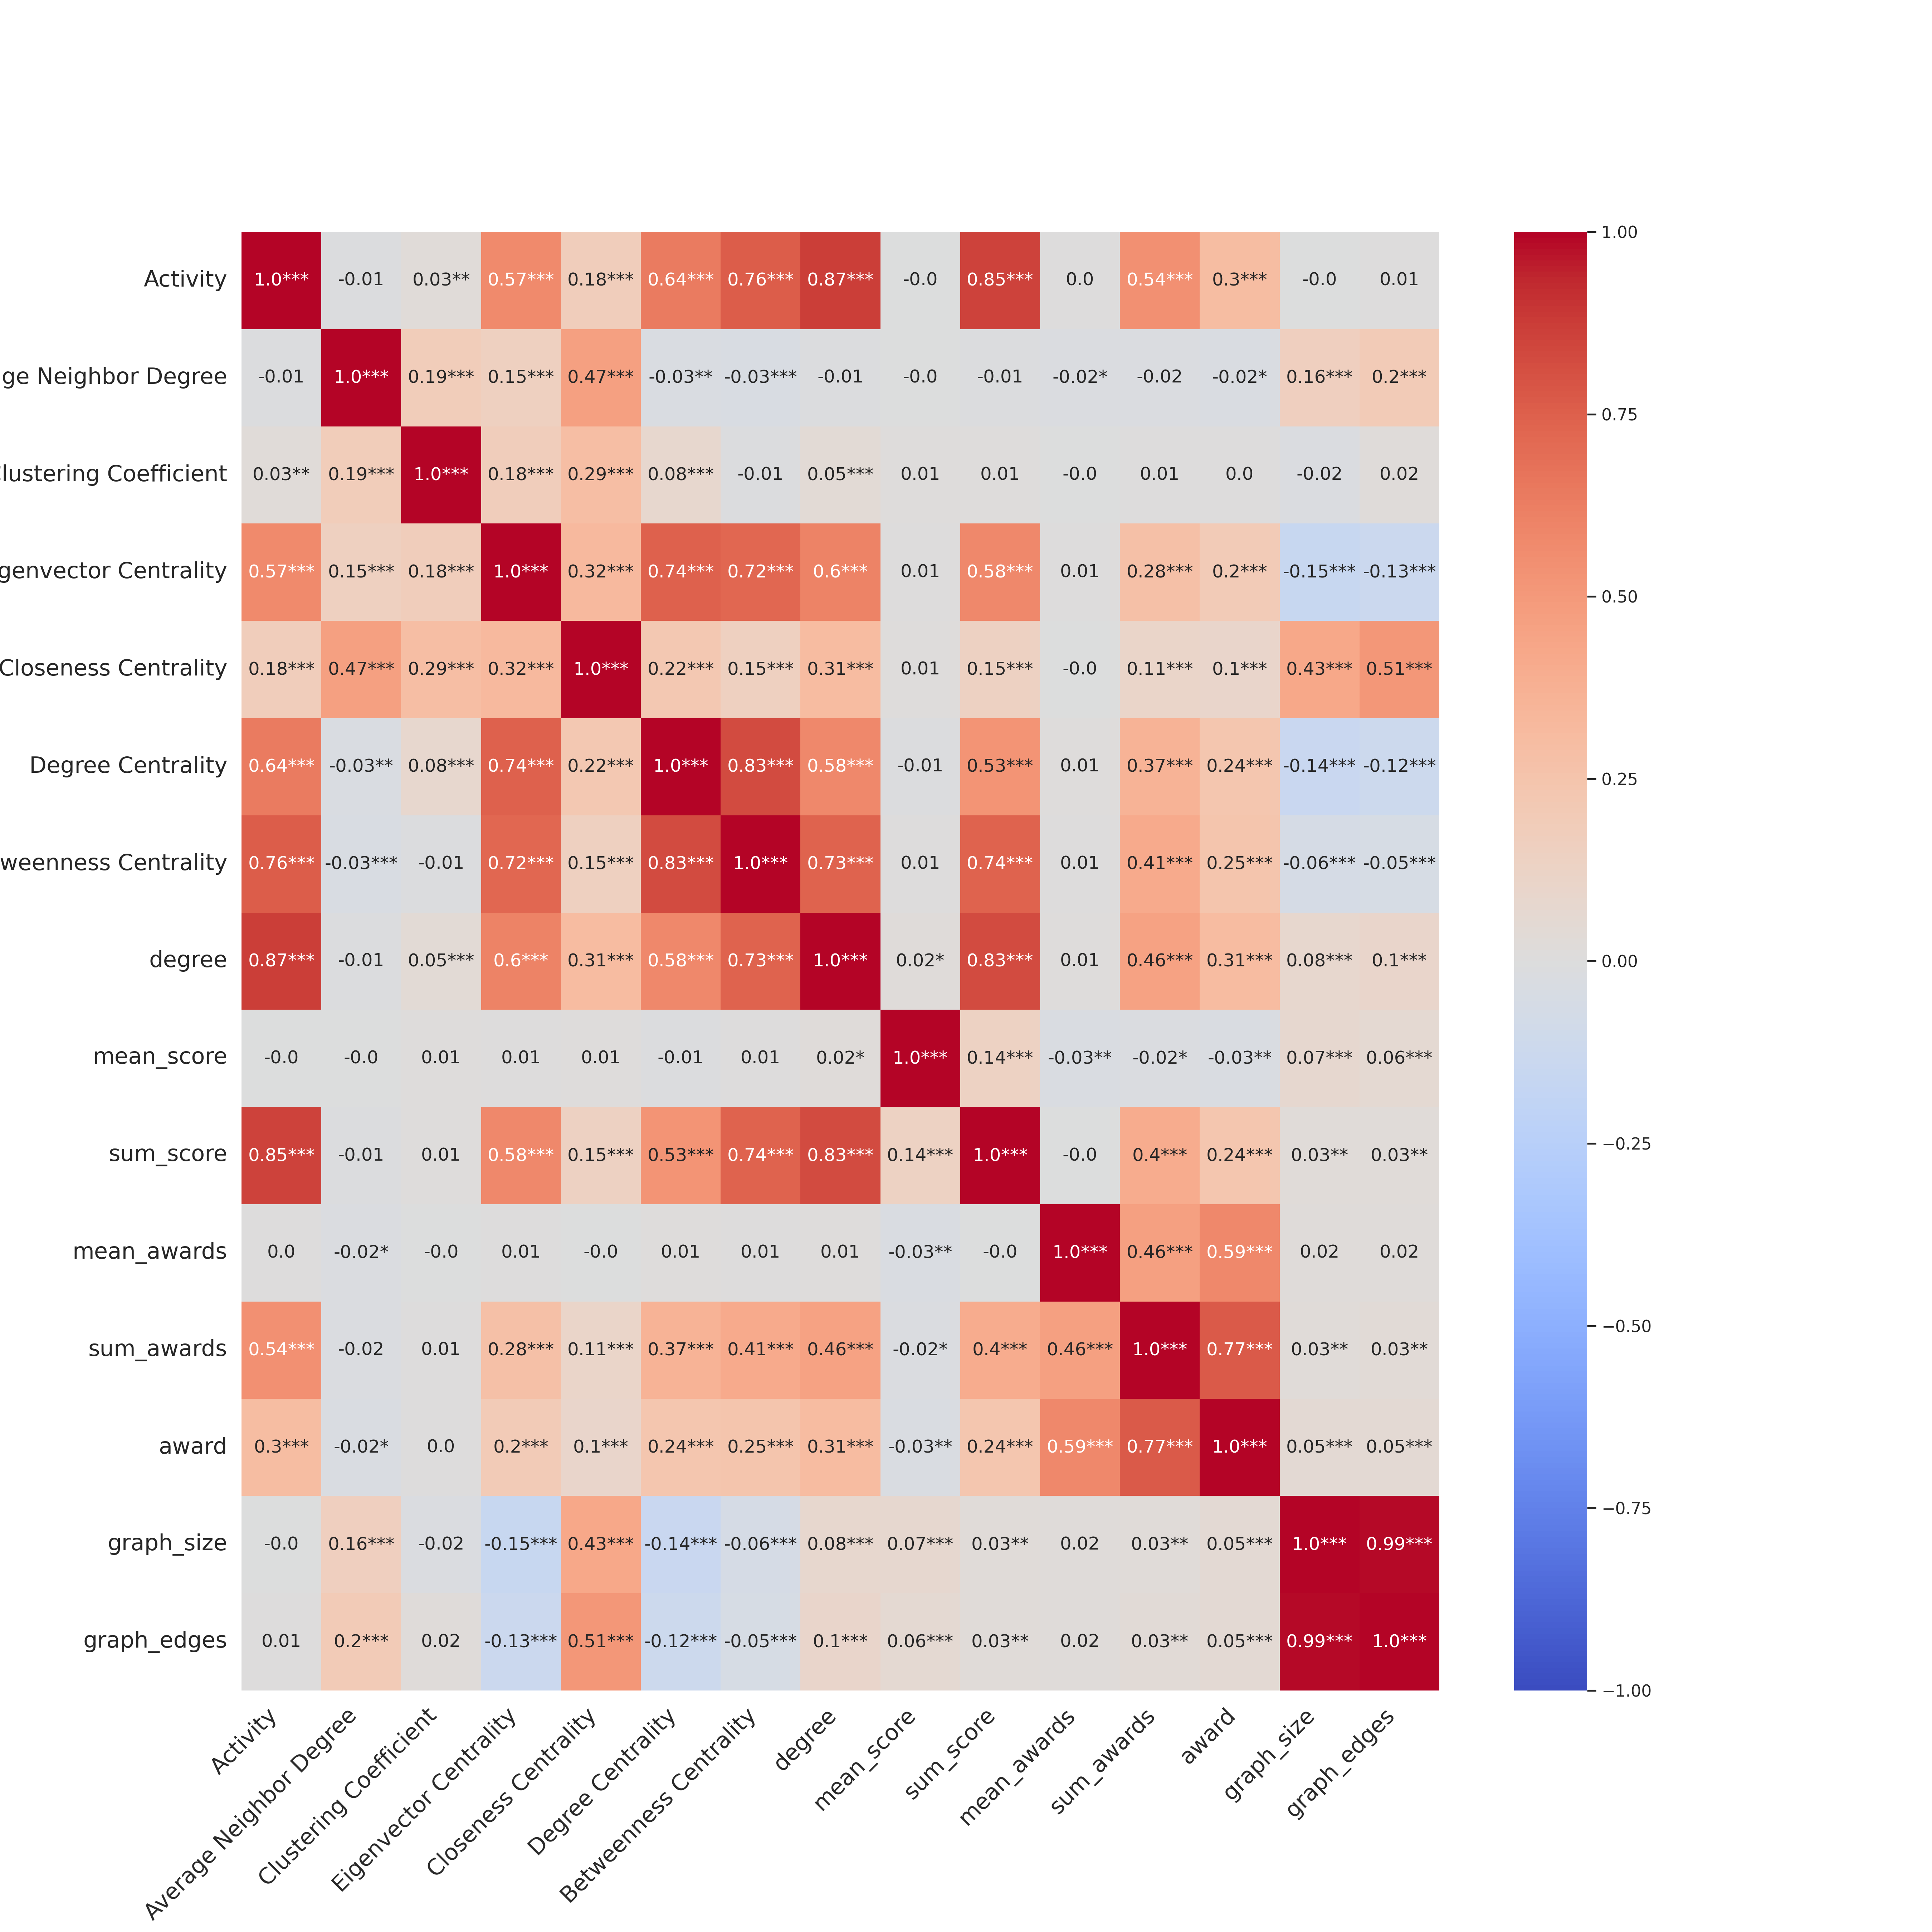 Activity 1.0*** -0.01 0.03** 0.57*** 0.18*** 0.64*** 0.76*** 0.87*** -0.0 0.85*** 0.0 0.54*** 0.3*** -0.0 0.01
ge Neighbor Degree -0.01 1.0*** 0.19*** 0.15*** 0.47*** -0.03** -0.03*** -0.01 -0.0 -0.01 -0.02* -0.02 -0.02* 0.16*** 0.2***
lustering Coefficient 0.03** 0.19*** 1.0*** 0.18*** 0.29*** 0.08*** -0.01 0.05*** 0.01 0.01 -0.0 0.01 0.0 -0.02 0.02
genvector Centrality 0.57*** 0.15*** 0.18*** 1.0*** 0.32*** 0.74*** 0.72*** 0.6*** 0.01 0.58*** 0.01 0.28*** 0.2*** -0.15*** -0.13***
Closeness Centrality 0.18*** 0.47*** 0.29*** 0.32*** 1.0*** 0.22*** 0.15*** 0.31*** 0.01 0.15*** -0.0 0.11*** 0.1*** 0.43*** 0.51***
Degree Centrality 0.64*** -0.03** 0.08*** 0.74*** 0.22*** 1.0*** 0.83*** 0.58*** -0.01 0.53*** 0.01 0.37*** 0.24*** -0.14*** -0.12***
weenness Centrality 0.76*** -0.03*** -0.01 0.72*** 0.15*** 0.83*** 1.0*** 0.73*** 0.01 0.74*** 0.01 0.41*** 0.25*** -0.06*** -0.05***
degree 0.87*** -0.01 0.05*** 0.6*** 0.31*** 0.58*** 0.73*** 1.0*** 0.02* 0.83*** 0.01 0.46*** 0.31*** 0.08*** 0.1***
mean_score -0.0 -0.0 0.01 0.01 0.01 -0.01 0.01 0.02* 1.0*** 0.14*** -0.03** -0.02* -0.03** 0.07*** 0.06***
sum_score 0.85*** -0.01 0.01 0.58*** 0.15*** 0.53*** 0.74*** 0.83*** 0.14*** 1.0*** -0.0 0.4*** 0.24*** 0.03** 0.03**
mean_awards 0.0 -0.02* -0.0 0.01 -0.0 0.01 0.01 0.01 -0.03** -0.0 1.0*** 0.46*** 0.59*** 0.02 0.02
sum_awards 0.54*** -0.02 0.01 0.28*** 0.11*** 0.37*** 0.41*** 0.46*** -0.02* 0.4*** 0.46*** 1.0*** 0.77*** 0.03** 0.03**
award 0.3*** -0.02* 0.0 0.2*** 0.1*** 0.24*** 0.25*** 0.31*** -0.03** 0.24*** 0.59*** 0.77*** 1.0*** 0.05*** 0.05***
graph_size -0.0 0.16*** -0.02 -0.15*** 0.43*** -0.14*** -0.06*** 0.08*** 0.07*** 0.03** 0.02 0.03** 0.05*** 1.0*** 0.99***
graph_edges 0.01 0.2*** 0.02 -0.13*** 0.51*** -0.12*** -0.05*** 0.1*** 0.06*** 0.03** 0.02 0.03** 0.05*** 0.99*** 1.0***
Activity
Average Neighbor Degree
Clustering Coefficient
Eigenvector Centrality
Closeness Centrality
Degree Centrality
Betweenness Centrality
degree
mean_score
sum_score
mean_awards
sum_awards
award
graph_size
graph_edges
1.00
0.75
0.50
0.25
0.00
−0.25
−0.50
−0.75
−1.00